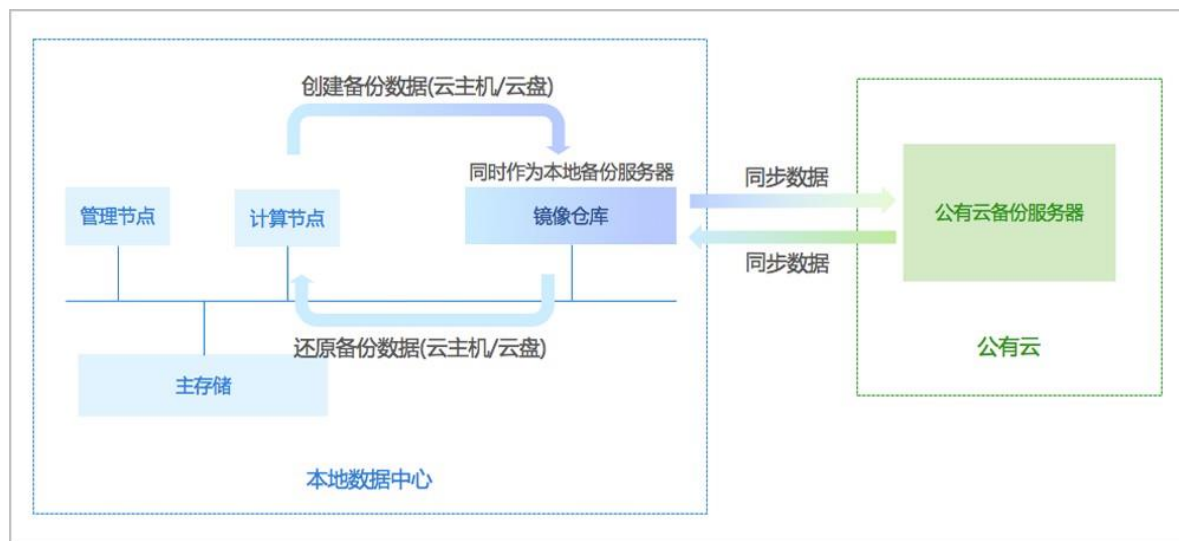 创建备份数据(云主机/云盘)
同时作为本地备份服务器
管理节点
计算节点
镜像仓库
同步数据
同步数据
公有云备份服务器
还原备份数据(云主机/云盘)
主存储
公有云
本地数据中心